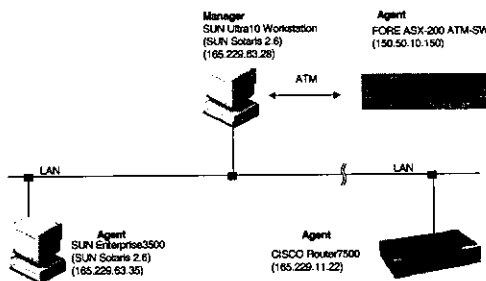 Manager
SUN Ultra10 Workstation
(SUN Solaris 2.6)
(165.229.63.28)
Agent
FORE ASX-200 ATM-SW
(150.50.10.150)
ATM
LAN
LAN
Agent
SUN Enterprise3500
(SUN Solaris 2.6)
(165.229.63.35)
Agent
CISCO Router7500
(165.229.11.22)